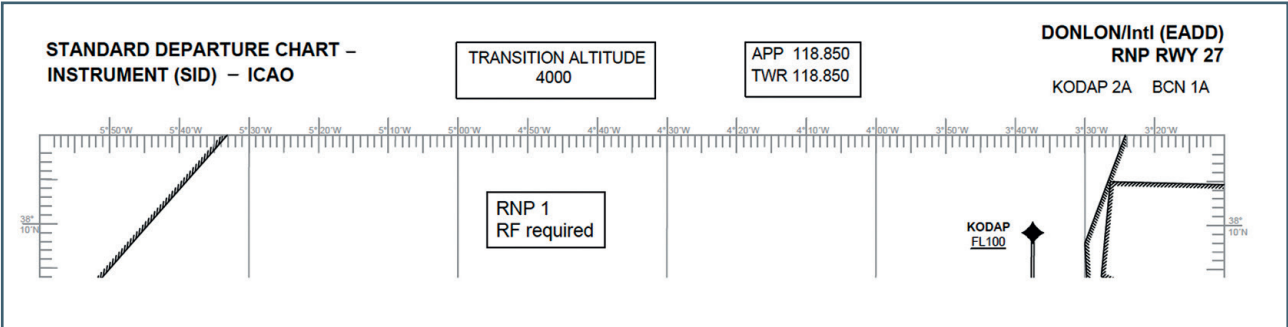 STANDARD DEPARTURE CHART –
INSTRUMENT (SID) – ICAO
TRANSITION ALTITUDE
4000
APP 118.850
TWR 118.850
DONLON/Intl (EADD)
RNP RWY 27
KODAP 2A BCN 1A
5°50'W 5°40'W 5°30'W 5°20'W 5°10'W 5°00'W 4°50'W 4°40'W 4°30'W 4°20'W 4°10'W 4°00'W 3°50'W 3°40'W 3°30'W 3°20'W
RNP 1
RF required
38°
10'N
KODAP
FL100
38°
10'N